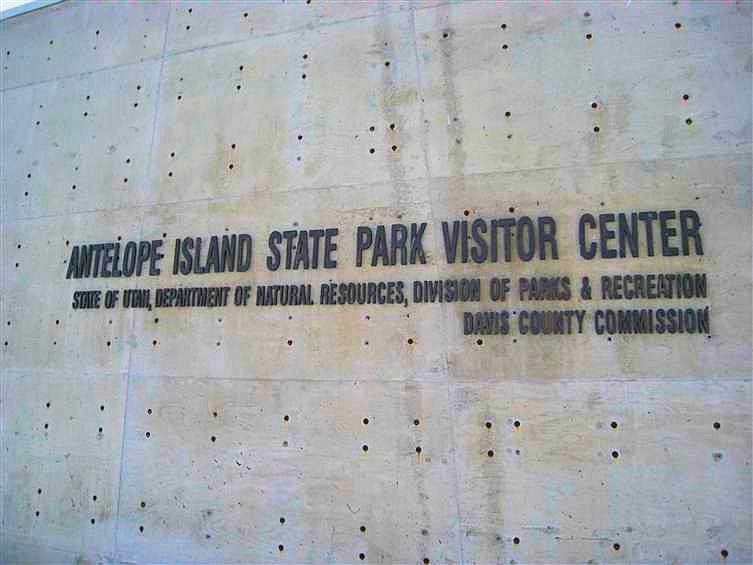 ANTELOPE ISLAND STATE PARK VISITOR CENTER
STATE OF UTAH, DEPARTMENT OF NATURAL RESOURCES, DIVISION OF PARKS & RECREATION
DAVIS COUNTY COMMISSION